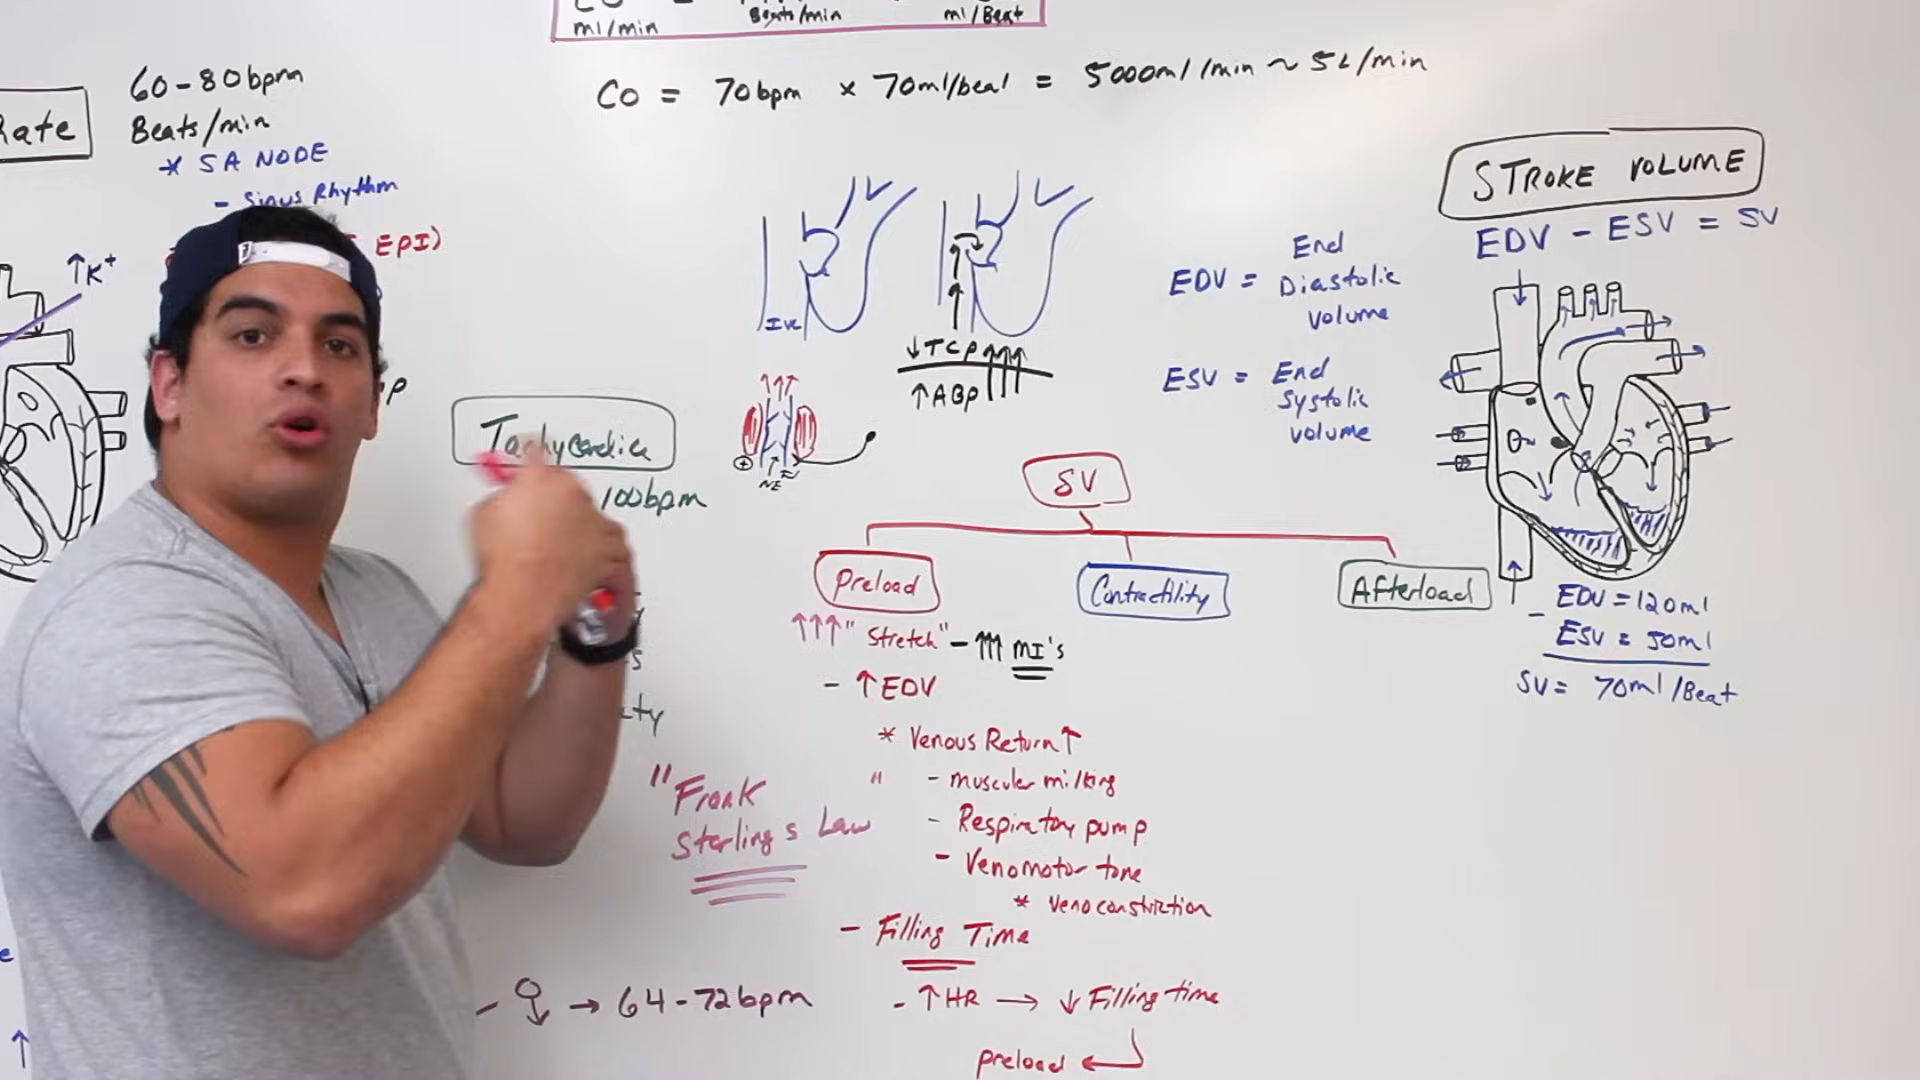 ml/min
Beats/min
ml/Beat
CO = 70bpm × 70ml/beat = 5000ml/min ~ 5L/min
Rate
60-80bpm
Beats/min
* SA NODE
- Sinus Rhythm
EPI)
↑K+
Tachycardia
100bpm
IVC
↓TCP ↑↑↑
↑ABP
+
NE
EDV = End Diastolic volume
ESV = End Systolic volume
STROKE VOLUME
EDV - ESV = SV
EDV = 120ml
- ESV = 50ml
SV = 70ml/Beat
SV
Preload
Contractility
Afterload
↑↑↑ "Stretch" - ↑↑↑ MI's
- ↑EDV
* Venous Return↑
- muscular milking
- Respiratory pump
- Venomotor tone
* Venoconstriction
"Frank
Starling's Law"
- Filling Time
- ↑HR → ↓ Filling time
preload ←
- → 64-72bpm